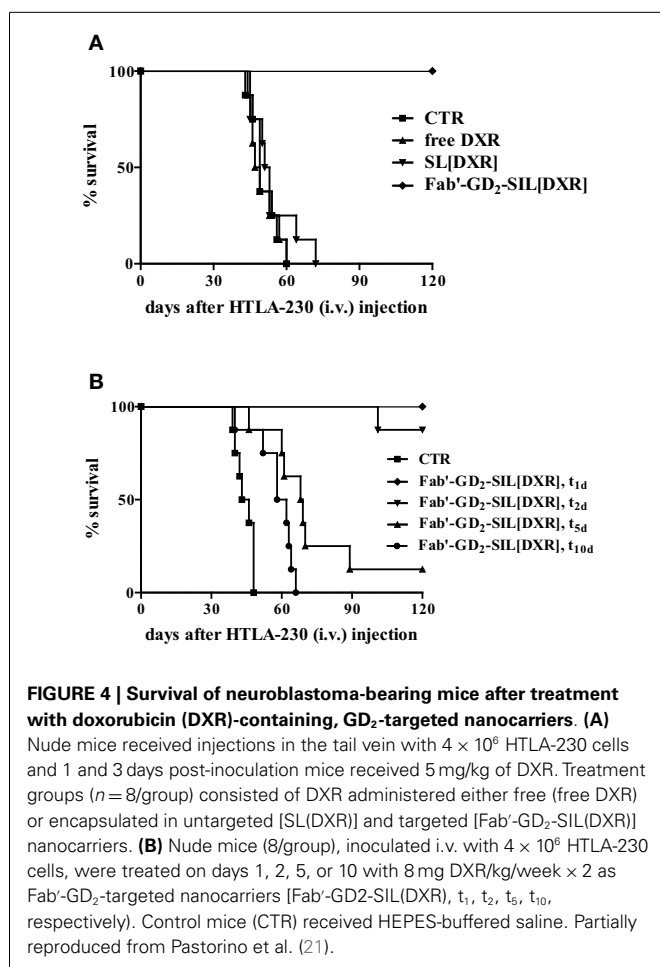 A
100
50
0
% survival
CTR
free DXR
SL[DXR]
Fab'-GD₂-SIL[DXR]
0 30 60 90 120
days after HTLA-230 (i.v.) injection
B
100
50
0
% survival
CTR
Fab'-GD₂-SIL[DXR], t₁d
Fab'-GD₂-SIL[DXR], t₂d
Fab'-GD₂-SIL[DXR], t₅d
Fab'-GD₂-SIL[DXR], t₁₀d
0 30 60 90 120
days after HTLA-230 (i.v.) injection
FIGURE 4 | Survival of neuroblastoma-bearing mice after treatment
with doxorubicin (DXR)-containing, GD₂-targeted nanocarriers. (A)
Nude mice received injections in the tail vein with 4 × 10⁶ HTLA-230 cells
and 1 and 3 days post-inoculation mice received 5 mg/kg of DXR. Treatment
groups (n = 8/group) consisted of DXR administered either free (free DXR)
or encapsulated in untargeted [SL(DXR)] and targeted [Fab′-GD₂-SIL(DXR)]
nanocarriers. (B) Nude mice (8/group), inoculated i.v. with 4 × 10⁶ HTLA-230
cells, were treated on days 1, 2, 5, or 10 with 8 mg DXR/kg/week × 2 as
Fab′-GD₂-targeted nanocarriers [Fab′-GD2-SIL(DXR), t₁, t₂, t₅, t₁₀,
respectively). Control mice (CTR) received HEPES-buffered saline. Partially
reproduced from Pastorino et al. (21).